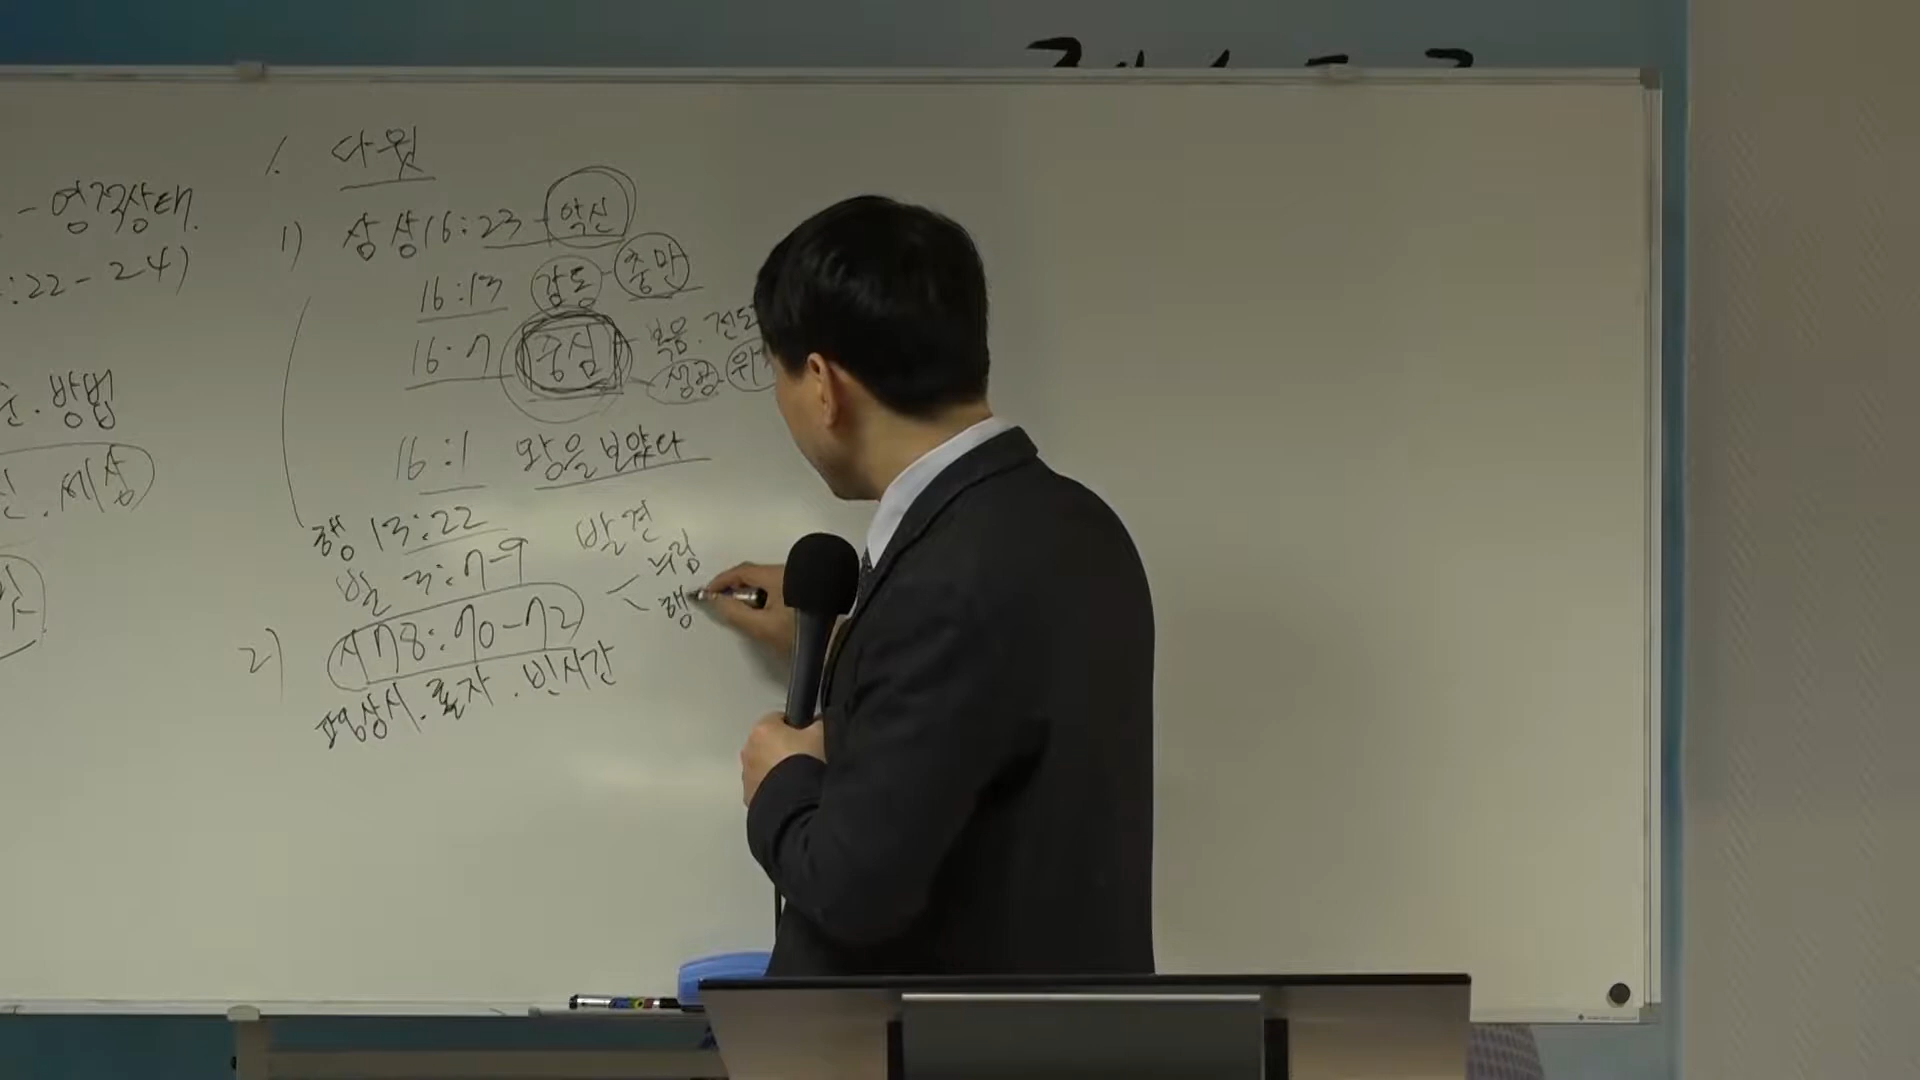 - 영적상태.
:22-24)
방법
세상
1. 다윗
1) 삼상16:23 - 악신
16:13 감동 - 충만
16:7 중심 - 복음. 전도
성공
16:1 왕을 보았다
행 13:22 발견
빌 3:7-9 누림
행
2) 시78:70-72
평상시. 혼자. 빈시간